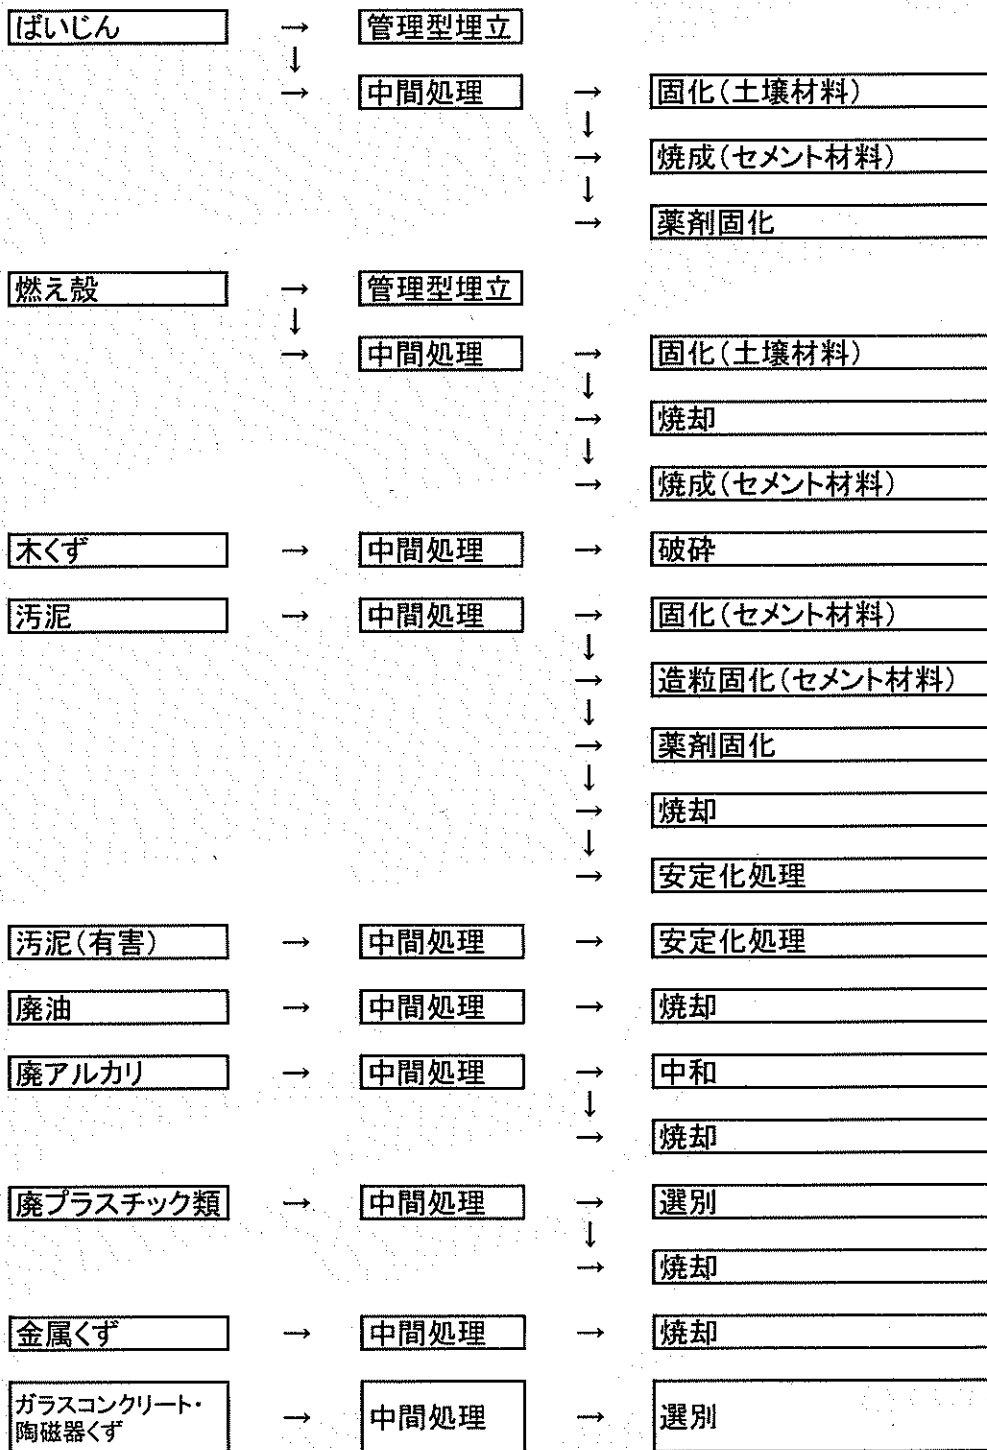 ばいじん → 管理型埋立
↓
→ 中間処理 → 固化(土壌材料)
↓
→ 焼成(セメント材料)
↓
→ 薬剤固化
燃え殻 → 管理型埋立
↓
→ 中間処理 → 固化(土壌材料)
↓
→ 焼却
↓
→ 焼成(セメント材料)
木くず → 中間処理 → 破砕
汚泥 → 中間処理 → 固化(セメント材料)
↓
→ 造粒固化(セメント材料)
↓
→ 薬剤固化
↓
→ 焼却
↓
→ 安定化処理
汚泥(有害) → 中間処理 → 安定化処理
廃油 → 中間処理 → 焼却
廃アルカリ → 中間処理 → 中和
↓
→ 焼却
廃プラスチック類 → 中間処理 → 選別
↓
→ 焼却
金属くず → 中間処理 → 焼却
ガラスコンクリート・
陶磁器くず → 中間処理 → 選別